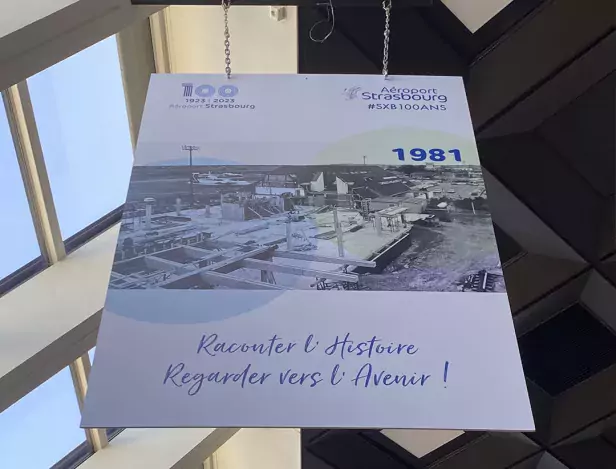 100
1923 | 2023
Aéroport Strasbourg
Aéroport
Strasbourg
#SXB100ANS
1981
Raconter l'Histoire
Regarder vers l'Avenir !